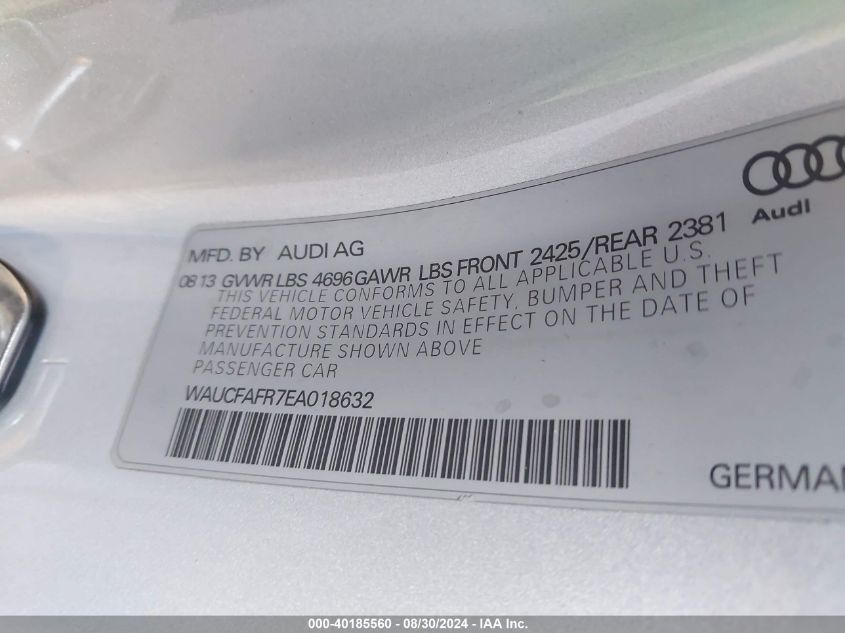 Audi
MFD. BY AUDI AG
08 13 GVWR LBS 4696 GAWR LBS FRONT 2425/REAR 2381
THIS VEHICLE CONFORMS TO ALL APPLICABLE U.S.
FEDERAL MOTOR VEHICLE SAFETY, BUMPER AND THEFT
PREVENTION STANDARDS IN EFFECT ON THE DATE OF
MANUFACTURE SHOWN ABOVE
PASSENGER CAR
WAUCFAFR7EA018632
GERMAN
000-40185560 - 08/30/2024 - IAA Inc.